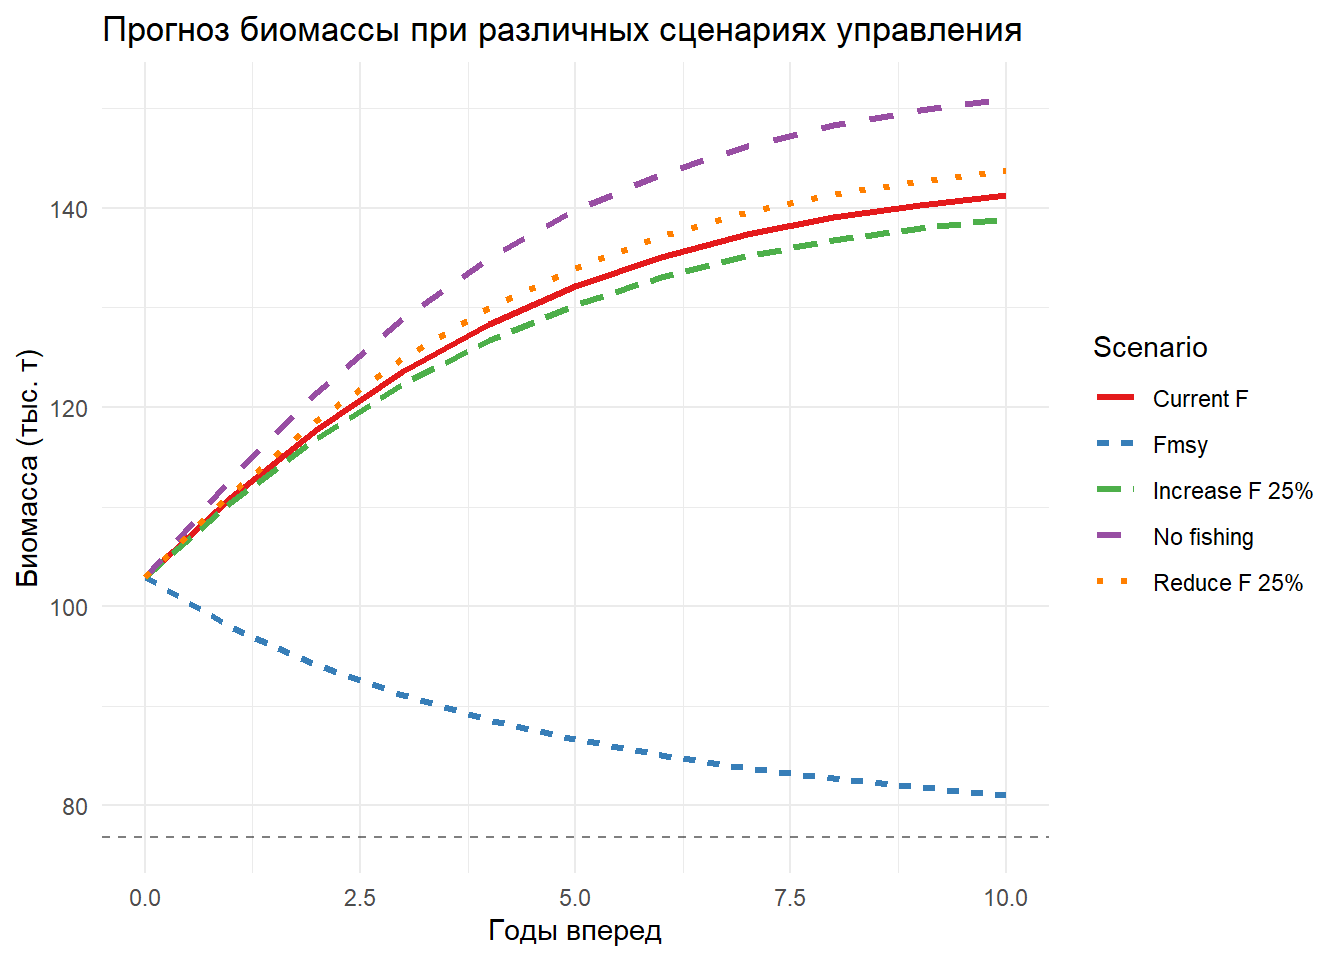 Прогноз биомассы при различных сценариях управления
Биомасса (тыс. т)
140
120
100
80
0.0
2.5
5.0
7.5
10.0
Годы вперед
Scenario
Current F
Fmsy
Increase F 25%
No fishing
Reduce F 25%